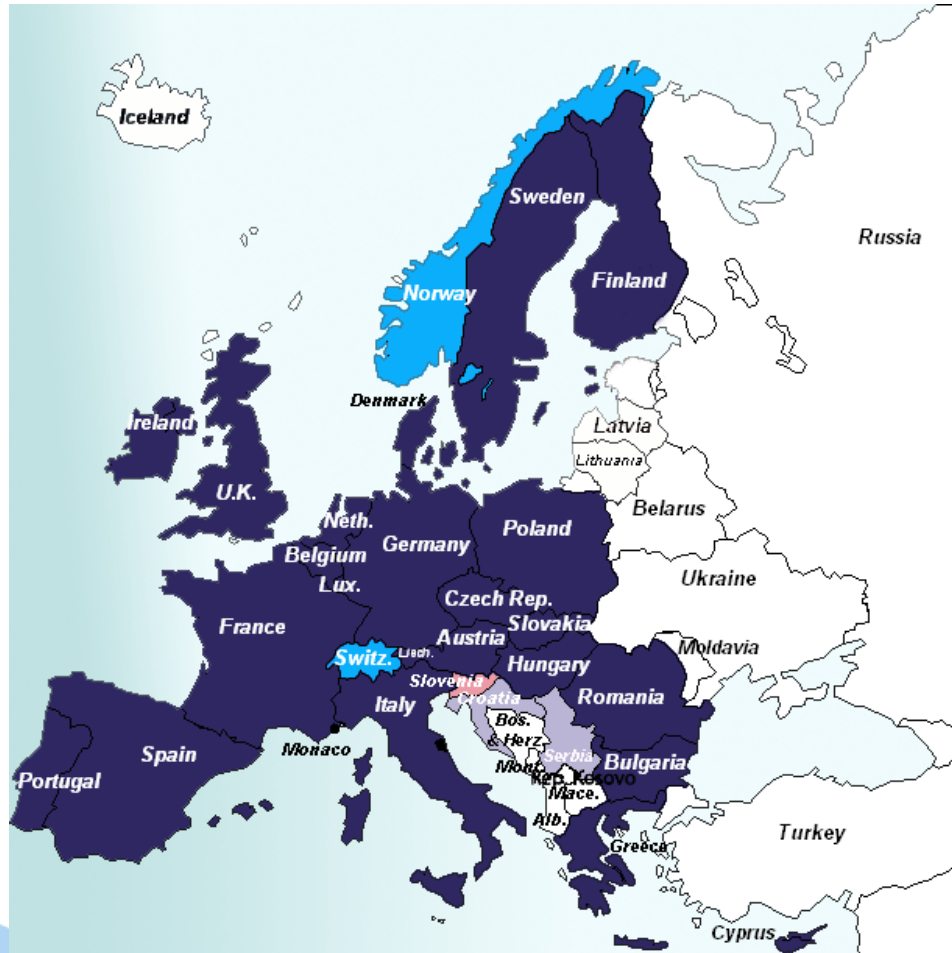 Iceland
Sweden
Russia
Finland
Norway
Denmark
Latvia
Ireland
Lithuania
U.K.
Belarus
Neth.
Poland
Belgium
Germany
Lux.
Ukraine
Czech Rep.
France
Slovakia
Austria
Moldavia
Switz.
Liech.
Hungary
Slovenia
Croatia
Romania
Italy
Bos.
& Herz.
Monaco
Spain
Serbia
Bulgaria
Mont.
Portugal
Rep. Kosovo
Mace.
Alb.
Turkey
Greece
Cyprus